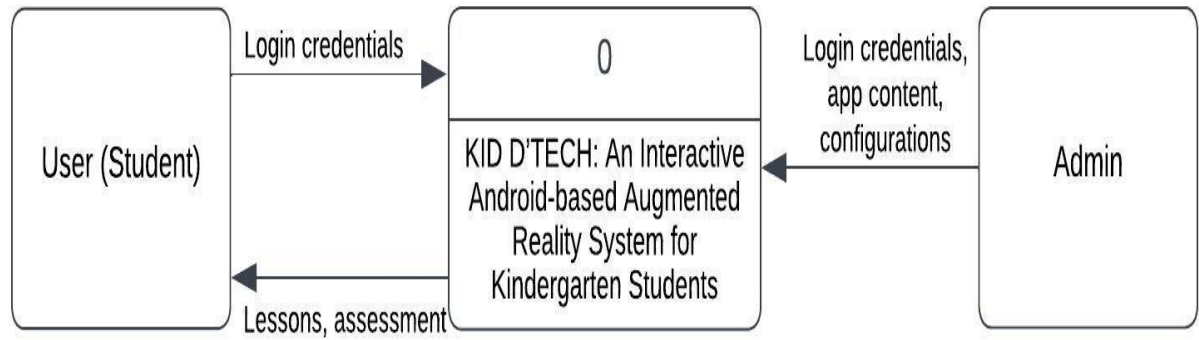 User (Student)
Login credentials
Lessons, assessment
0
KID D’TECH: An Interactive
Android-based Augmented
Reality System for
Kindergarten Students
Login credentials,
app content,
configurations
Admin